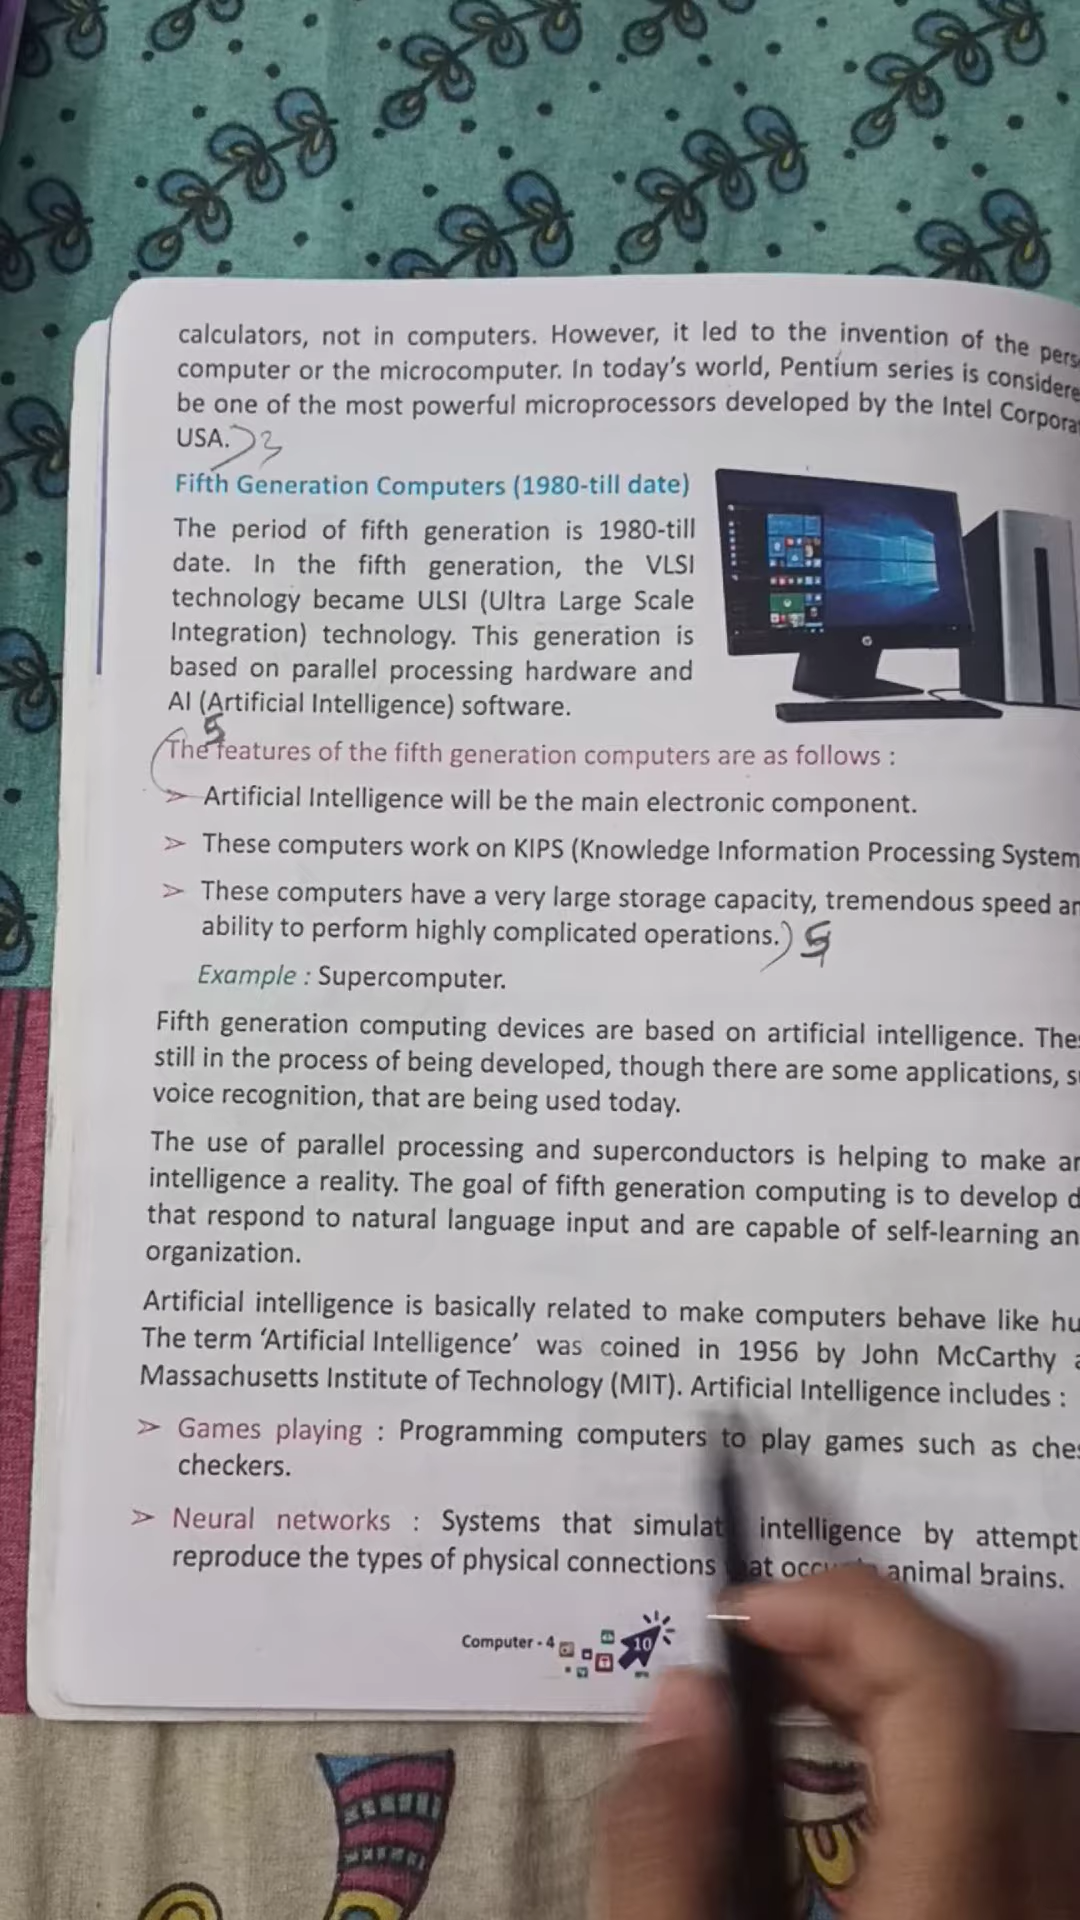 calculators, not in computers. However, it led to the invention of the
computer or the microcomputer. In today's world, Pentium series is
be one of the most powerful microprocessors developed by the Intel
USA. 3
Fifth Generation Computers (1980-till date)
The period of fifth generation is 1980-till
date. In the fifth generation, the VLSI
technology became ULSI (Ultra Large Scale
Integration) technology. This generation is
based on parallel processing hardware and
AI (Artificial Intelligence) software.
5
The features of the fifth generation computers are as follows :
➢ Artificial Intelligence will be the main electronic component.
➢ These computers work on KIPS (Knowledge Information Processing System
➢ These computers have a very large storage capacity, tremendous speed
ability to perform highly complicated operations.) 5
Example : Supercomputer.
Fifth generation computing devices are based on artificial intelligence.
still in the process of being developed, though there are some applications,
voice recognition, that are being used today.
The use of parallel processing and superconductors is helping to make
intelligence a reality. The goal of fifth generation computing is to develop
that respond to natural language input and are capable of self-learning
organization.
Artificial intelligence is basically related to make computers behave like
The term 'Artificial Intelligence' was coined in 1956 by John McCarthy
Massachusetts Institute of Technology (MIT). Artificial Intelligence includes :
➢ Games playing : Programming computers to play games such as
checkers.
➢ Neural networks : Systems that intelligence by
reproduce the types of physical connections animal brains.
Computer - 4 10